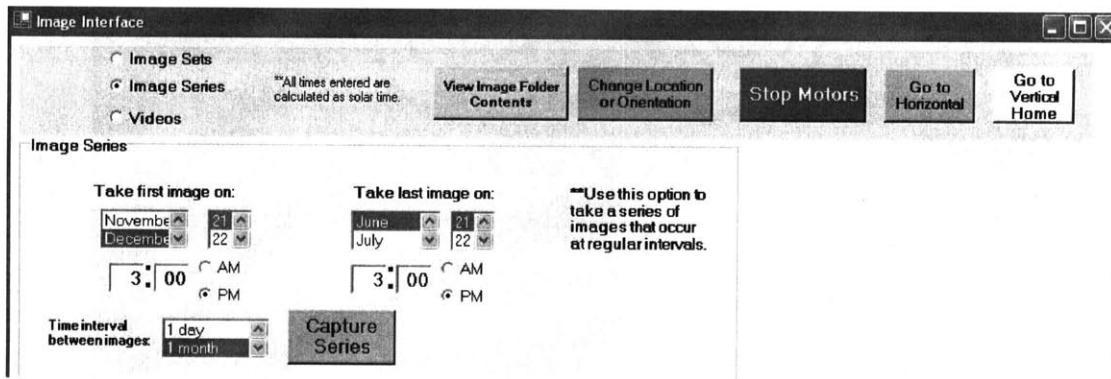 Image Interface
Image Sets
Image Series
Videos
**All times entered are
calculated as solar time.
View Image Folder
Contents
Change Location
or Orientation
Stop Motors
Go to
Horizontal
Go to
Vertical
Home
Image Series
Take first image on:
Novembe
Decembe
21
22
3:00
AM
PM
Take last image on:
June
July
21
22
3:00
AM
PM
**Use this option to
take a series of
images that occur
at regular intervals.
Time interval
between images:
1 day
1 month
Capture
Series